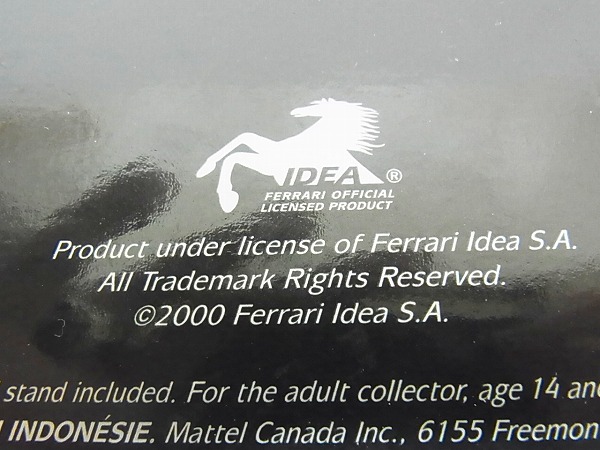 IDEA ®
FERRARI OFFICIAL
LICENSED PRODUCT
Product under license of Ferrari Idea S.A.
All Trademark Rights Reserved.
©2000 Ferrari Idea S.A.
stand included. For the adult collector, age 14 and
INDONÉSIE. Mattel Canada Inc., 6155 Freemon